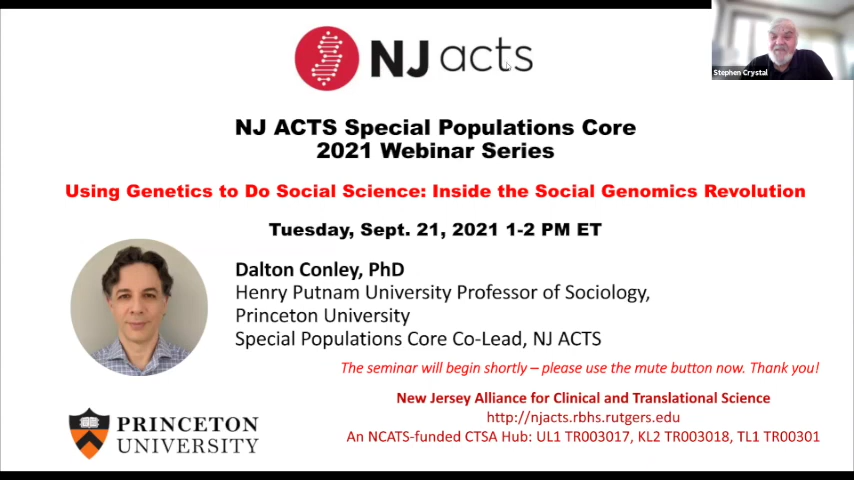 NJ acts
Stephen Crystal
NJ ACTS Special Populations Core
2021 Webinar Series
Using Genetics to Do Social Science: Inside the Social Genomics Revolution
Tuesday, Sept. 21, 2021 1-2 PM ET
Dalton Conley, PhD
Henry Putnam University Professor of Sociology,
Princeton University
Special Populations Core Co-Lead, NJ ACTS
The seminar will begin shortly – please use the mute button now. Thank you!
New Jersey Alliance for Clinical and Translational Science
http://njacts.rbhs.rutgers.edu
An NCATS-funded CTSA Hub: UL1 TR003017, KL2 TR003018, TL1 TR00301
PRINCETON
UNIVERSITY